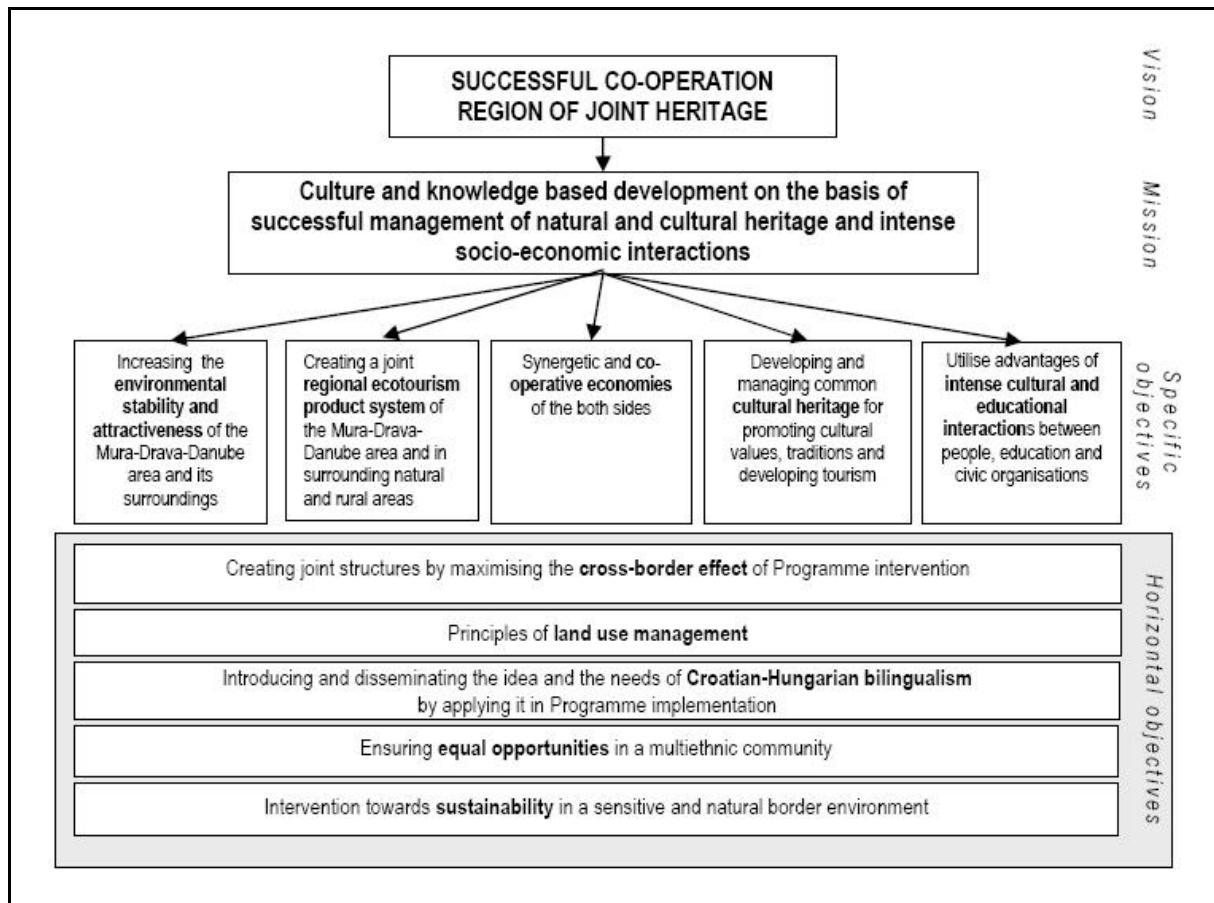 SUCCESSFUL CO-OPERATION
REGION OF JOINT HERITAGE
Vision
Culture and knowledge based development on the basis of
successful management of natural and cultural heritage and intense
socio-economic interactions
Mission
Increasing the
environmental
stability and
attractiveness of the
Mura-Drava-Danube
area and its
surroundings
Creating a joint
regional ecotourism
product system of
the Mura-Drava-
Danube area and in
surrounding natural
and rural areas
Synergetic and co-
operative economies
of the both sides
Developing and
managing common
cultural heritage for
promoting cultural
values, traditions and
developing tourism
Utilise advantages of
intense cultural and
educational
interactions between
people, education and
civic organisations
Specific
objectives
Creating joint structures by maximising the cross-border effect of Programme intervention
Principles of land use management
Introducing and disseminating the idea and the needs of Croatian-Hungarian bilingualism
by applying it in Programme implementation
Ensuring equal opportunities in a multiethnic community
Intervention towards sustainability in a sensitive and natural border environment
Horizontal objectives